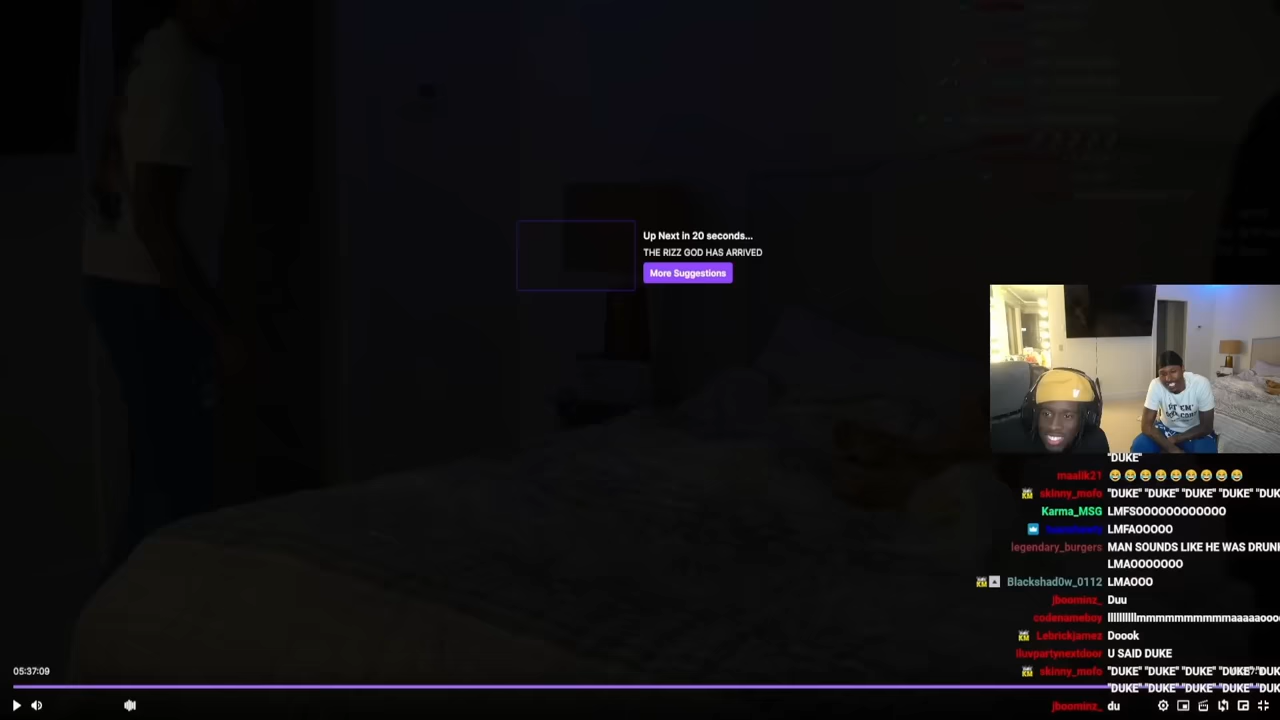 Up Next in 20 seconds...
THE RIZZ GOD HAS ARRIVED
More Suggestions
"DUKE"
maalik21 😂😂😂😂😂😂😂😂😂
skinny_mofo "DUKE" "DUKE" "DUKE" "DUKE" "DUK
Karma_MSG LMFSOOOOOOOOOOOO
LMFAOOOOO
legendary_burgers MAN SOUNDS LIKE HE WAS DRUN
LMAOOOOOOO
Blackshad0w_0112 LMAOOO
jboominz_ Duu
codenameboy
Lebrickjamez Doook
iluvpartynextdoor U SAID DUKE
05:37:09
skinny_mofo "DUKE" "DUKE" "DUKE" "DUKE" "DUK
"DUKE" "DUKE" "DUKE" "DUKE" "DUK
jboominz_ du